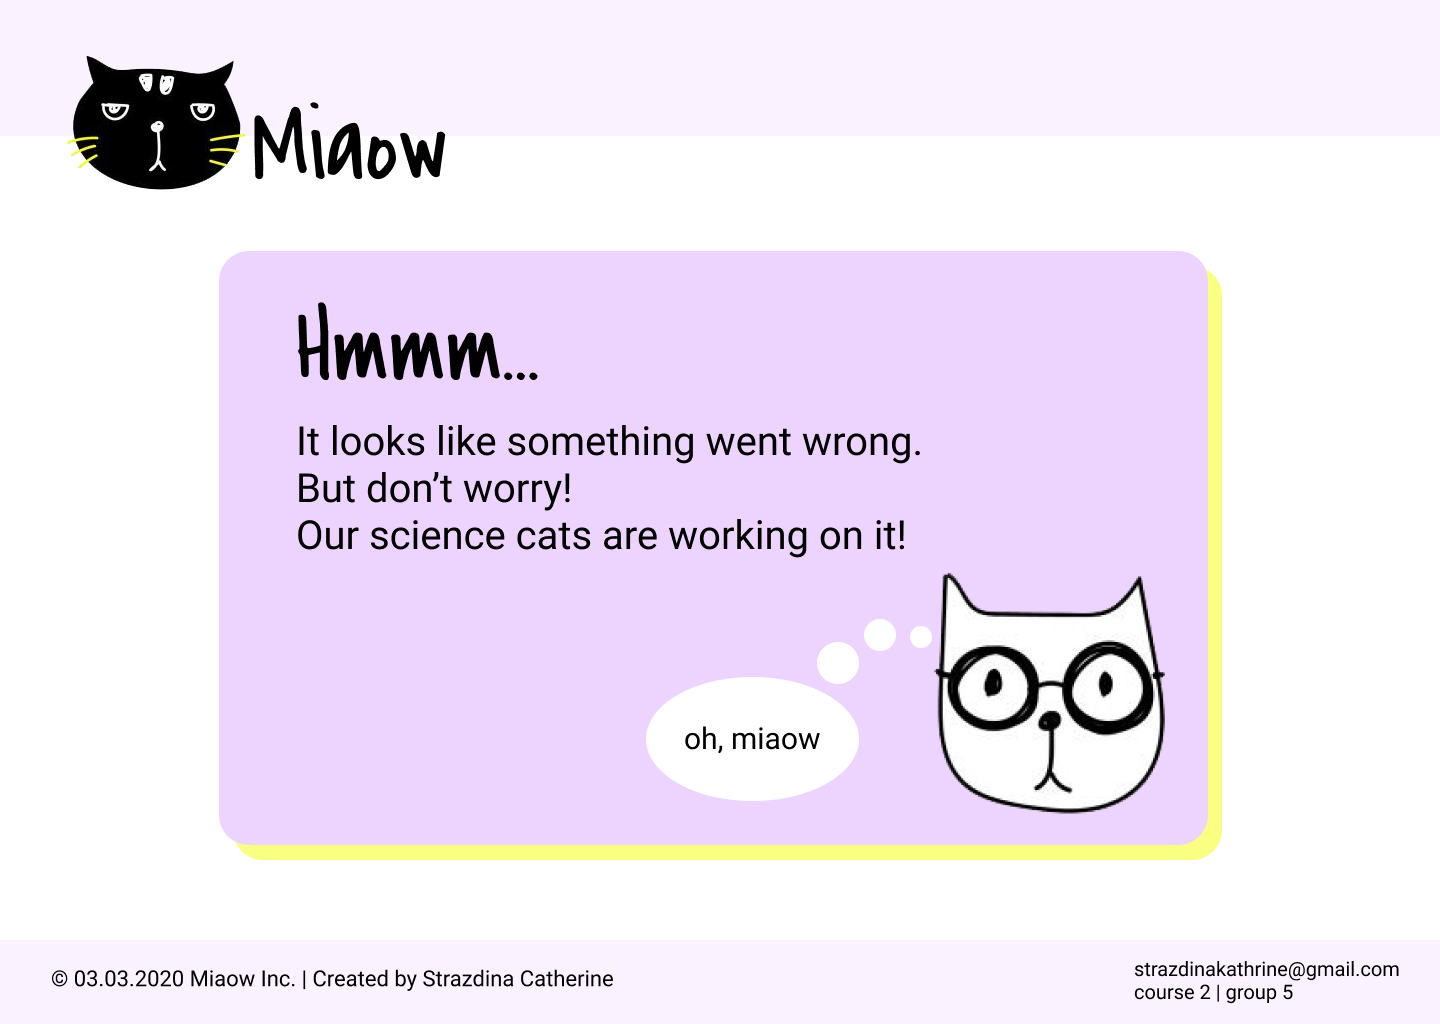 Miaow
Hmmm...
It looks like something went wrong.
But don’t worry!
Our science cats are working on it!
oh, miaow
© 03.03.2020 Miaow Inc. | Created by Strazdina Catherine
strazdinakathrine@gmail.com
course 2 | group 5